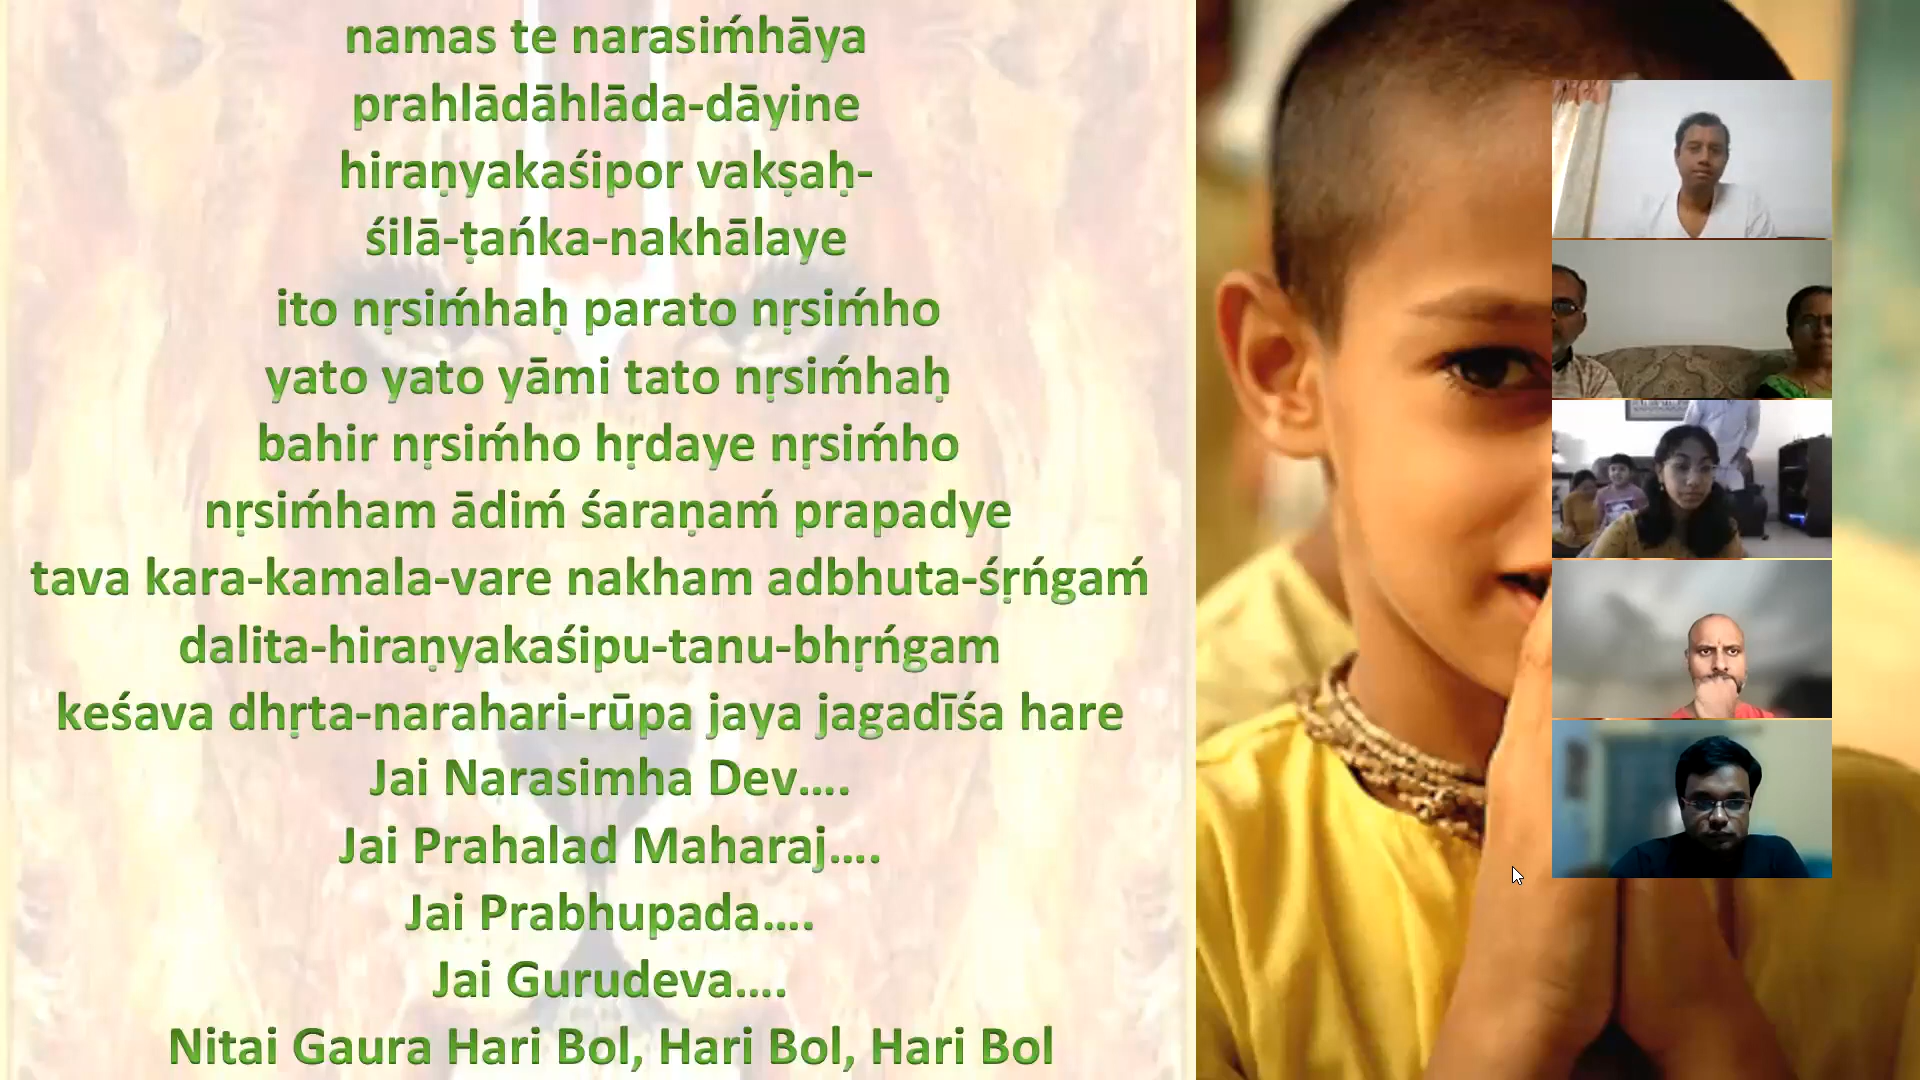 namas te narasiḿhāya
prahlādāhlāda-dāyine
hiraṇyakaśipor vakṣaḥ-
śilā-ṭańka-nakhālaye
ito nṛsiḿhaḥ parato nṛsiḿho
yato yato yāmi tato nṛsiḿhaḥ
bahir nṛsiḿho hṛdaye nṛsiḿho
nṛsiḿham ādiḿ śaraṇaḿ prapadye
tava kara-kamala-vare nakham adbhuta-śṛńgaḿ
dalita-hiraṇyakaśipu-tanu-bhṛńgam
keśava dhṛta-narahari-rūpa jaya jagadīśa hare
Jai Narasimha Dev....
Jai Prahalad Maharaj....
Jai Prabhupada....
Jai Gurudeva....
Nitai Gaura Hari Bol, Hari Bol, Hari Bol